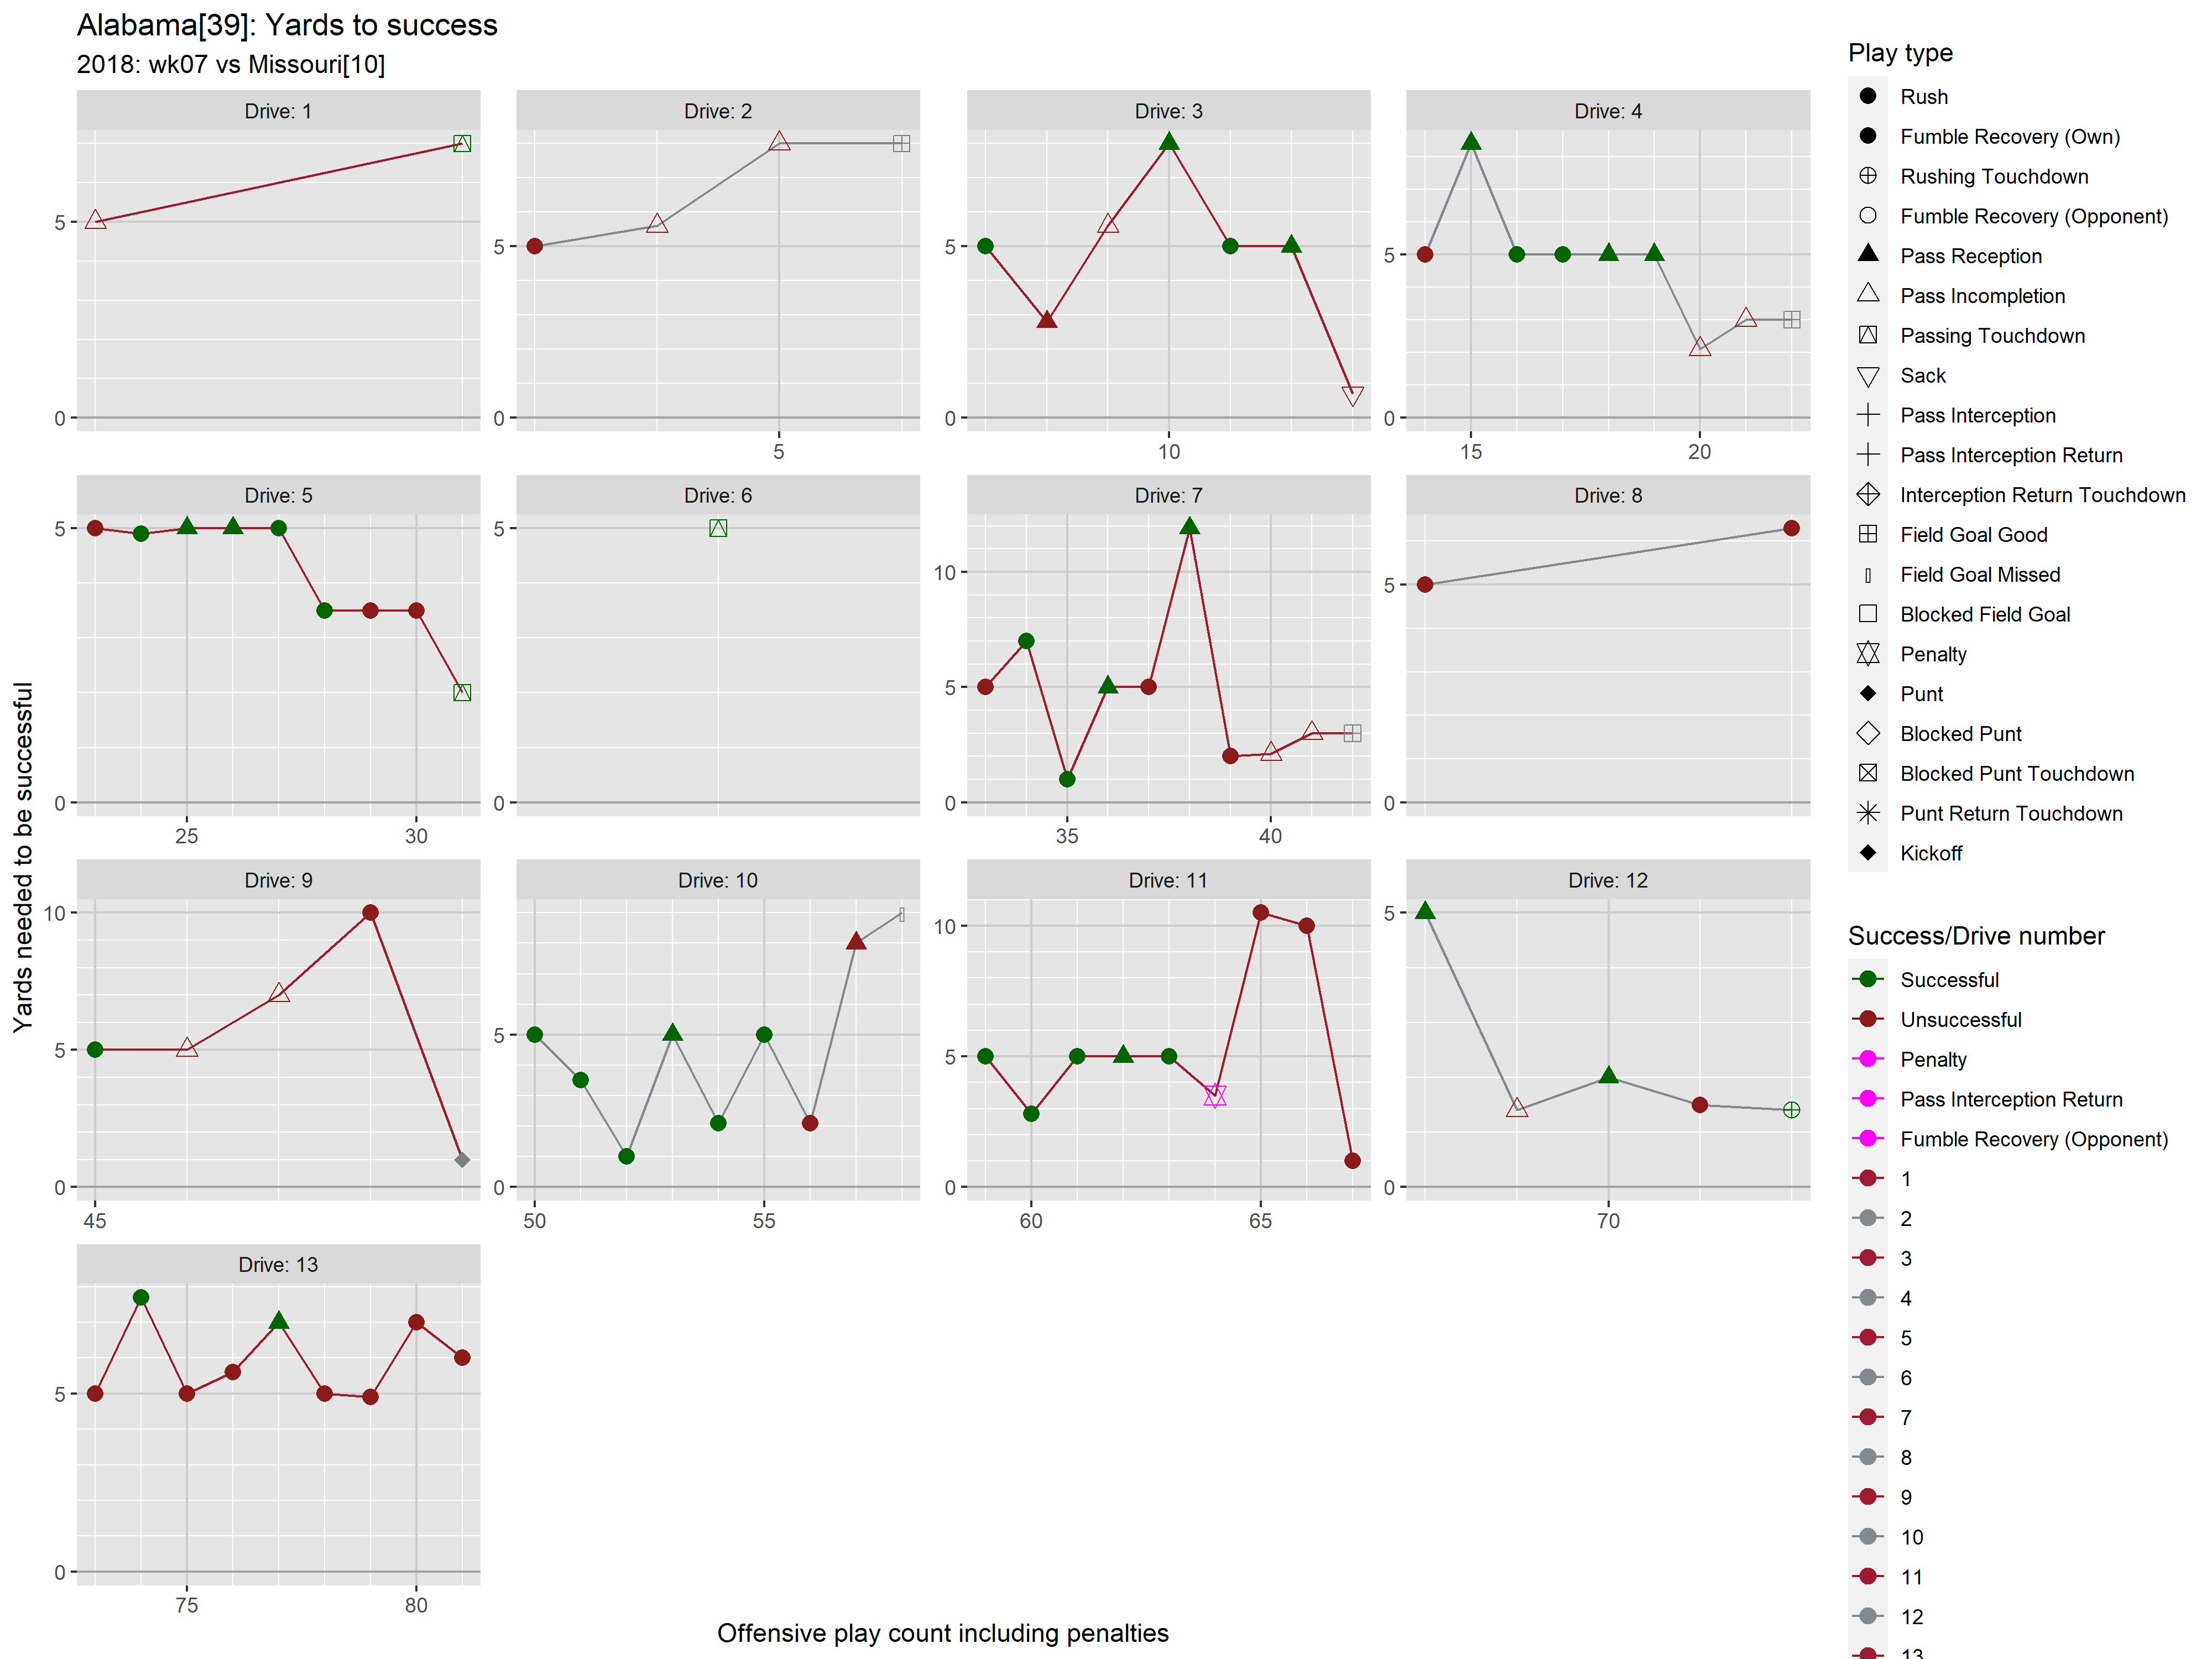 Alabama[39]: Yards to success
2018: wk07 vs Missouri[10]
Drive: 1
Drive: 2
Drive: 3
Drive: 4
5
0
5
0
5
5
0
10
5
0
15
20
Drive: 5
Drive: 6
Drive: 7
Drive: 8
5
0
25
30
5
0
10
5
0
35
40
5
0
Drive: 9
Drive: 10
Drive: 11
Drive: 12
10
5
0
45
5
0
50
55
10
5
0
60
65
5
0
70
Drive: 13
5
0
75
80
Yards needed to be successful
Offensive play count including penalties
Play type
Rush
Fumble Recovery (Own)
Rushing Touchdown
Fumble Recovery (Opponent)
Pass Reception
Pass Incompletion
Passing Touchdown
Sack
Pass Interception
Pass Interception Return
Interception Return Touchdown
Field Goal Good
Field Goal Missed
Blocked Field Goal
Penalty
Punt
Blocked Punt
Blocked Punt Touchdown
Punt Return Touchdown
Kickoff
Success/Drive number
Successful
Unsuccessful
Penalty
Pass Interception Return
Fumble Recovery (Opponent)
1
2
3
4
5
6
7
8
9
10
11
12
13